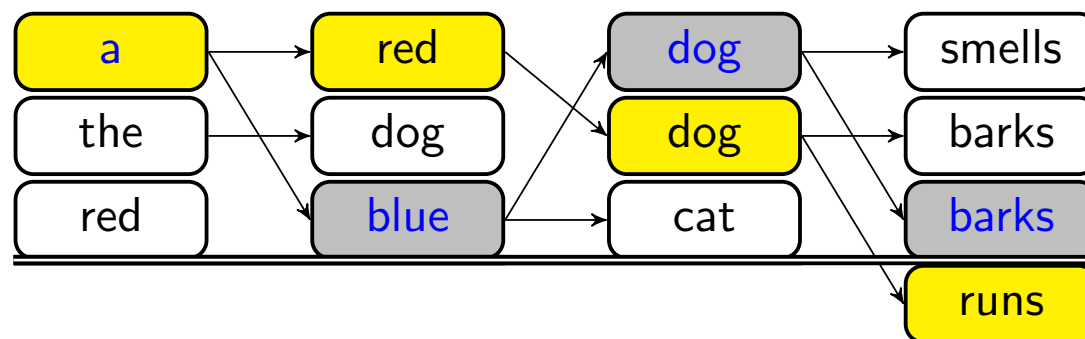 a red dog smells
the dog dog barks
red blue cat barks
runs